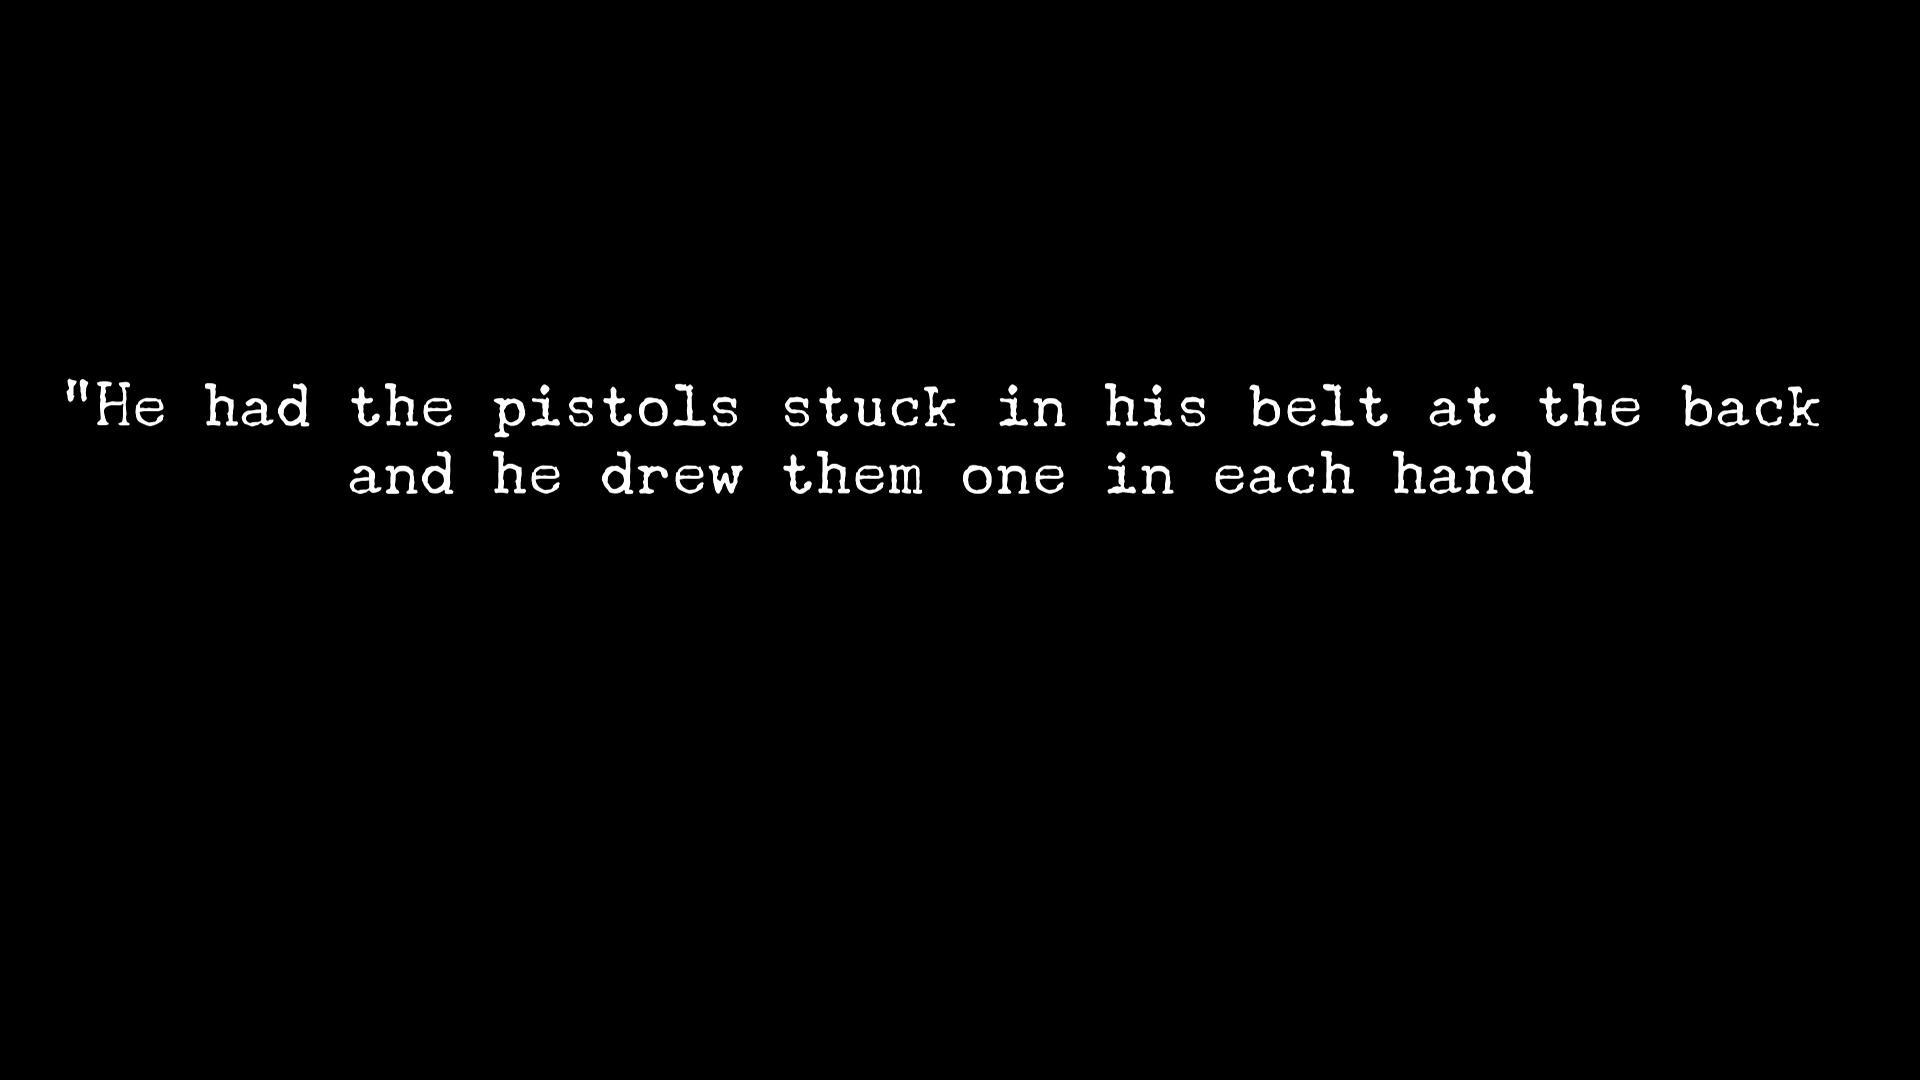 "He had the pistols stuck in his belt at the back
and he drew them one in each hand